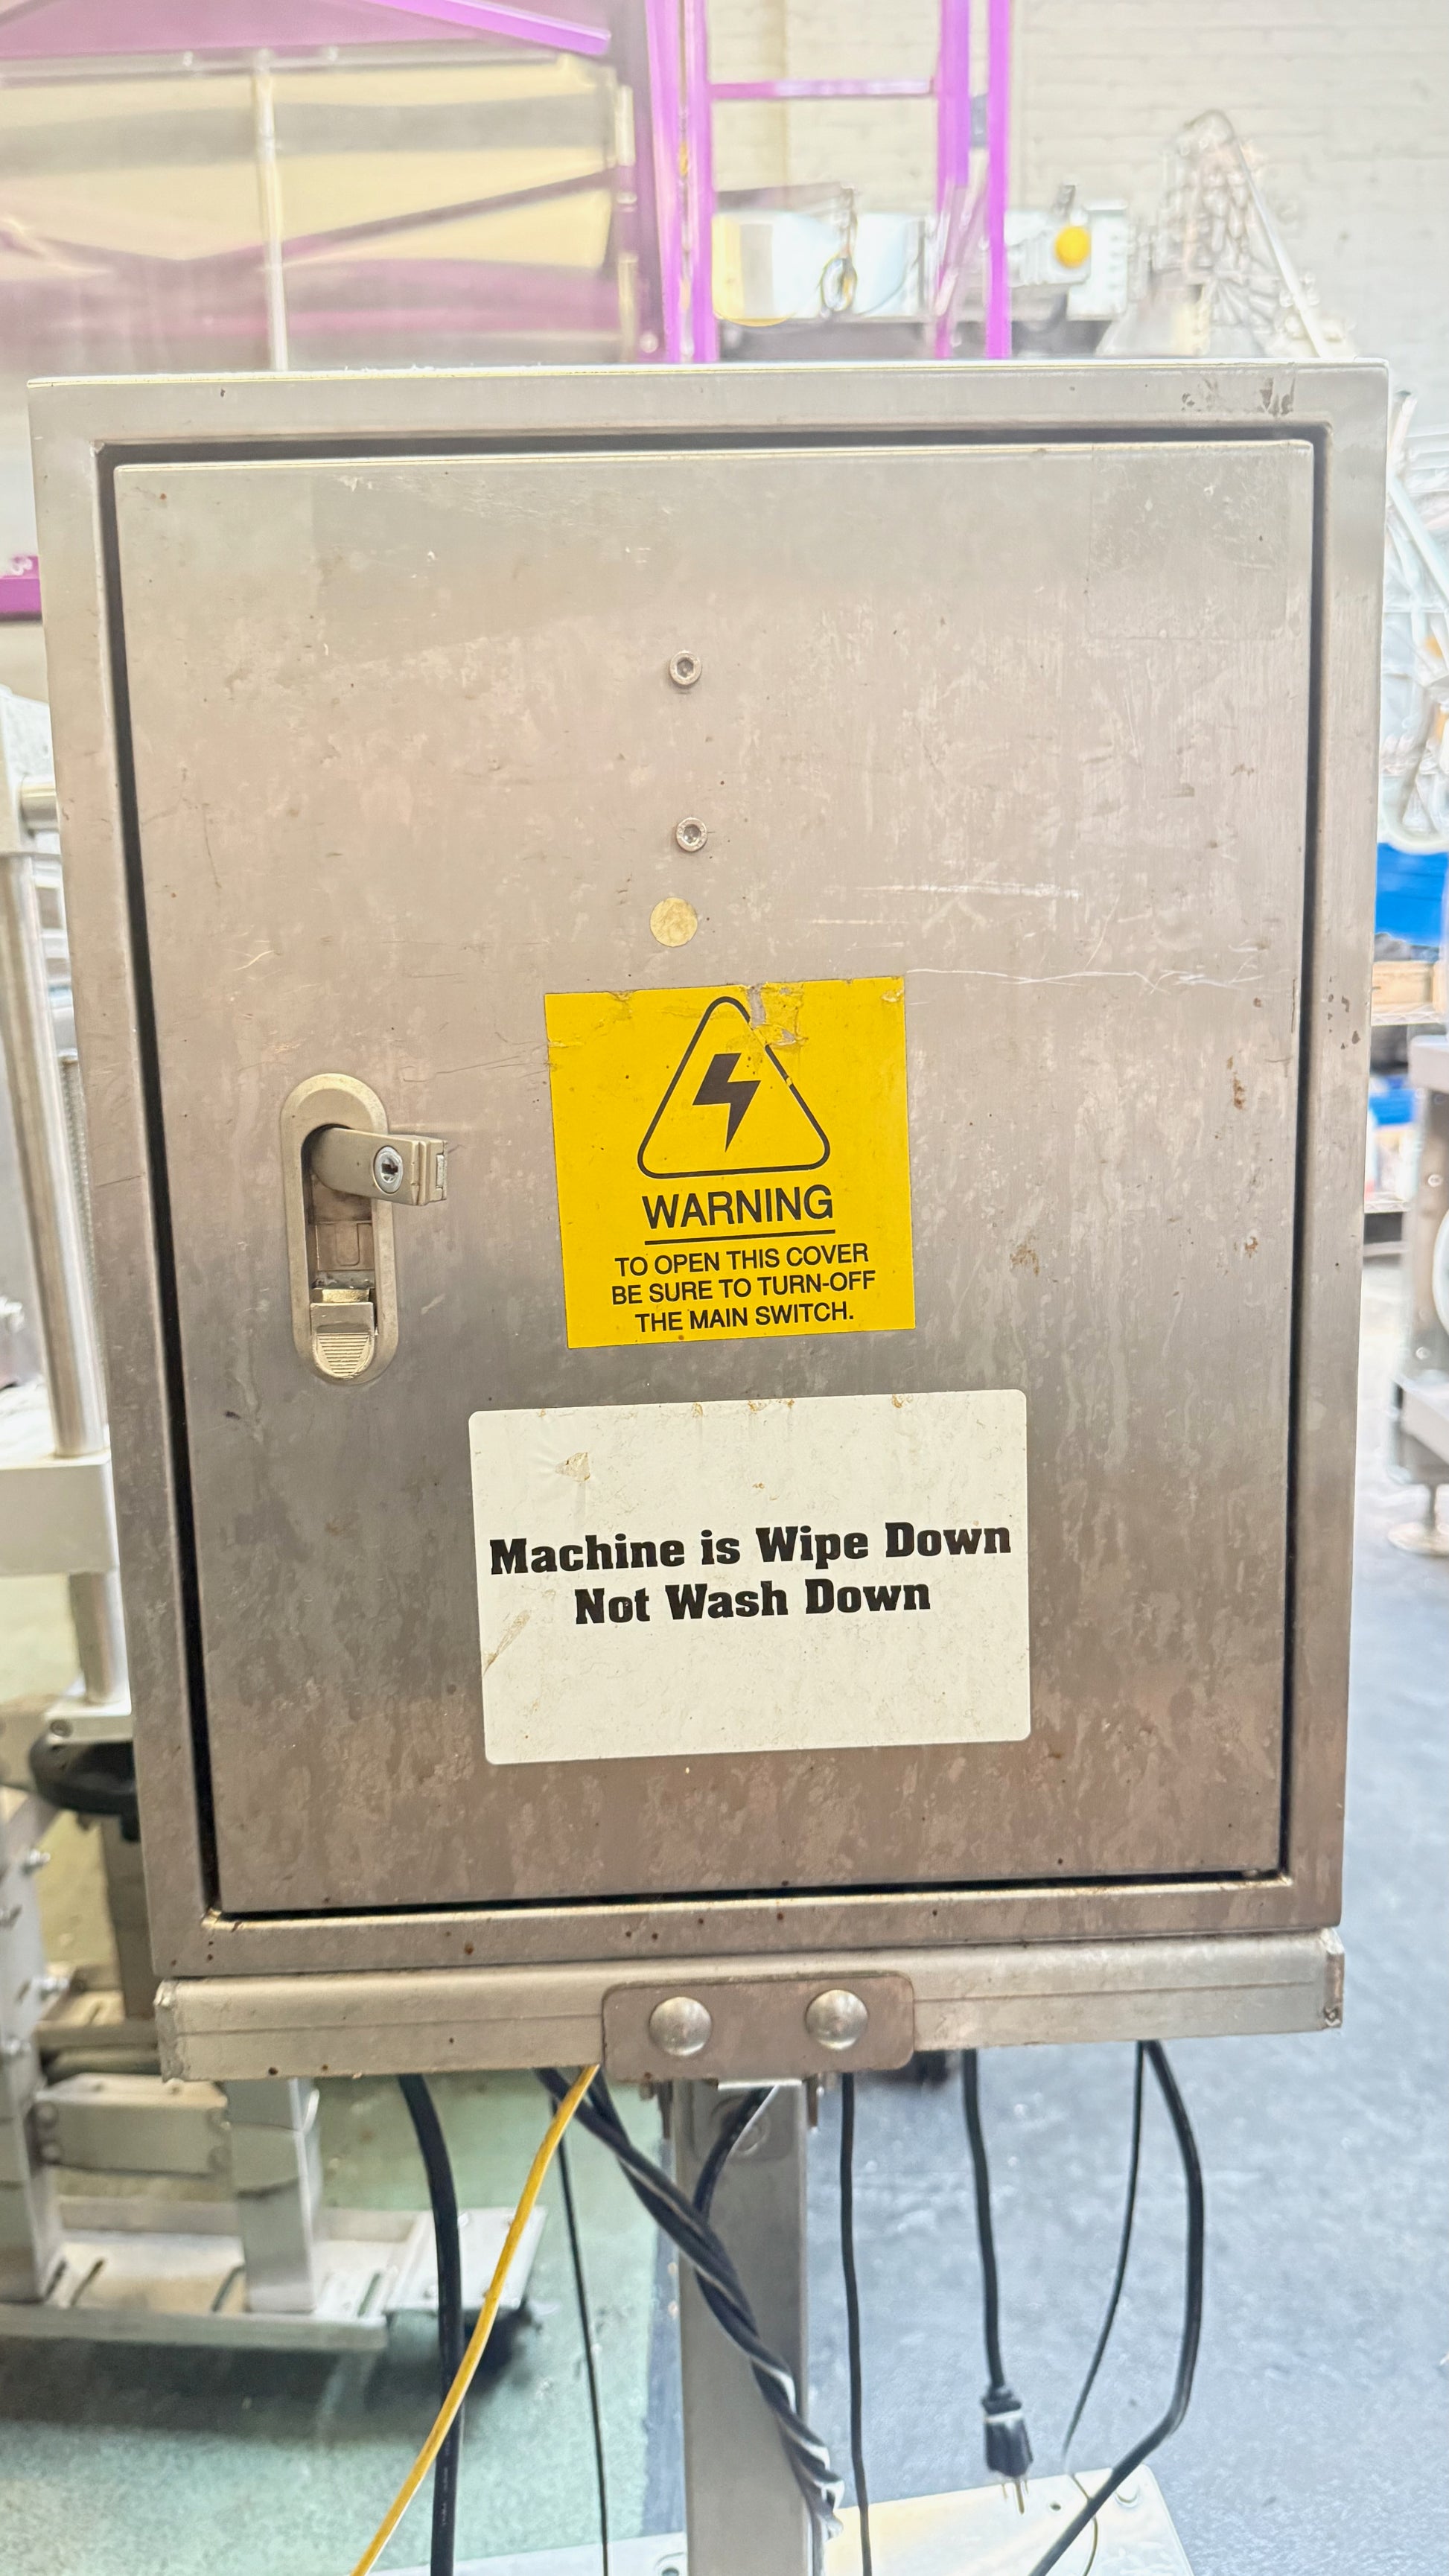 WARNING
TO OPEN THIS COVER
BE SURE TO TURN-OFF
THE MAIN SWITCH.
Machine is Wipe Down
Not Wash Down